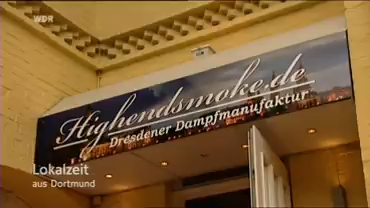 WDR
Highendsmoke.de
Dresdener Dampfmanufaktur
Lokalzeit
aus Dortmund